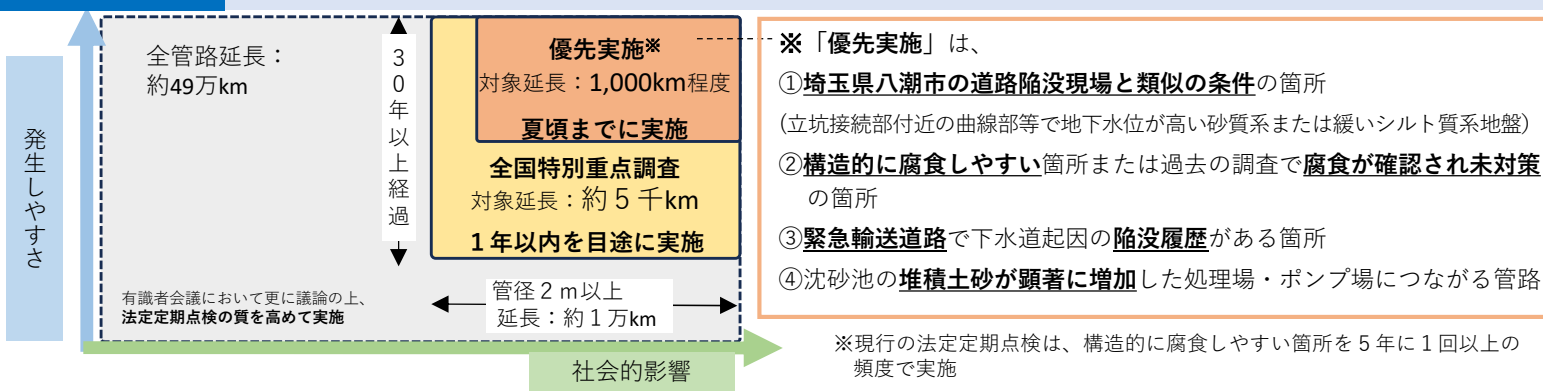 発生しやすさ
全管路延長：
約49万km
30年以上経過
優先実施※
対象延長：1,000km程度
夏頃までに実施
全国特別重点調査
対象延長：約５千km
１年以内を目途に実施
有識者会議において更に議論の上、
法定定期点検の質を高めて実施
管径２ｍ以上
延長：約１万km
社会的影響
※「優先実施」は、
①埼玉県八潮市の道路陥没現場と類似の条件の箇所
(立坑接続部付近の曲線部等で地下水位が高い砂質系または緩いシルト質系地盤)
②構造的に腐食しやすい箇所または過去の調査で腐食が確認され未対策
の箇所
③緊急輸送道路で下水道起因の陥没履歴がある箇所
④沈砂池の堆積土砂が顕著に増加した処理場・ポンプ場につながる管路
※現行の法定定期点検は、構造的に腐食しやすい箇所を５年に１回以上の
頻度で実施